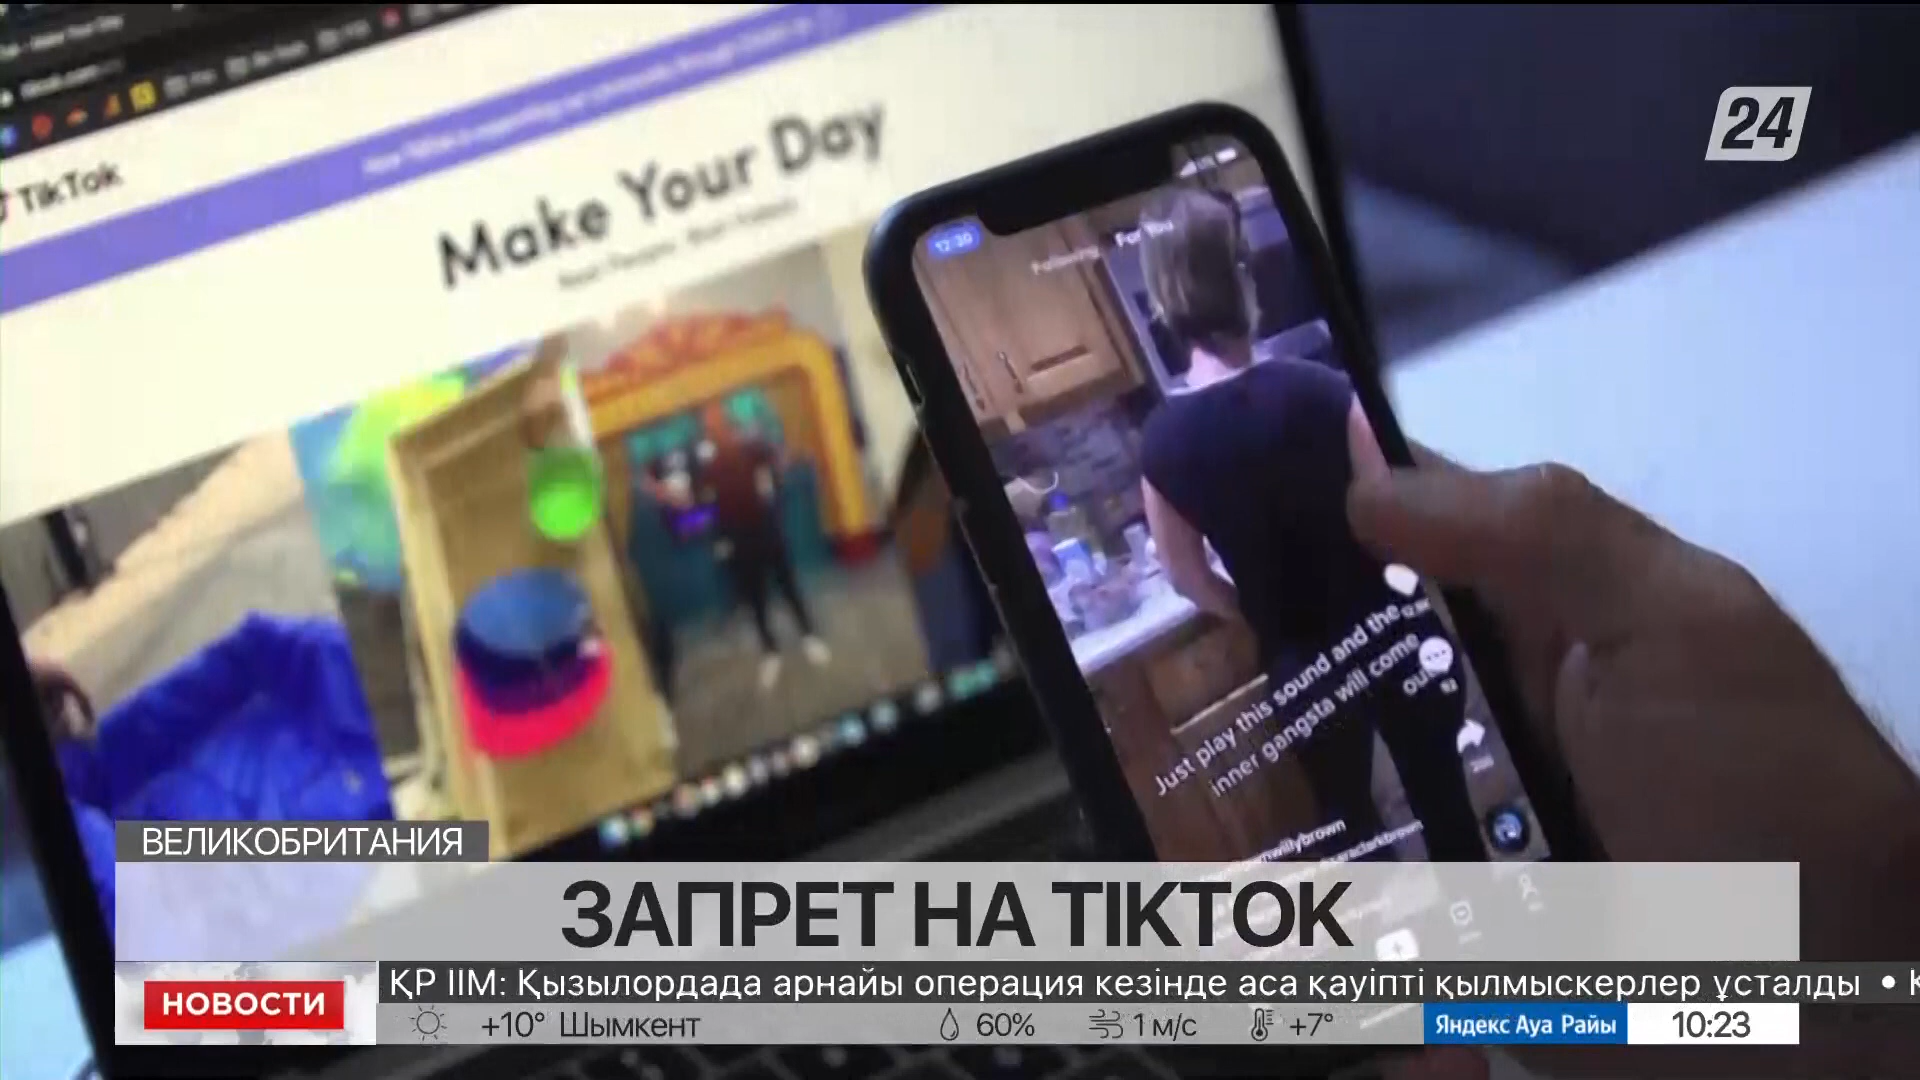 24
TikTok
Make Your Day
12:30
Following For You
Just play this sound and the
inner gangsta will come
out
ВЕЛИКОБРИТАНИЯ
ЗАПРЕТ НА TIKTOK
НОВОСТИ
ҚР ІІМ: Қызылордада арнайы операция кезінде аса қауіпті қылмыскерлер ұсталды •
+10° Шымкент 60% 1 м/с +7° Яндекс Ауа Райы 10:23